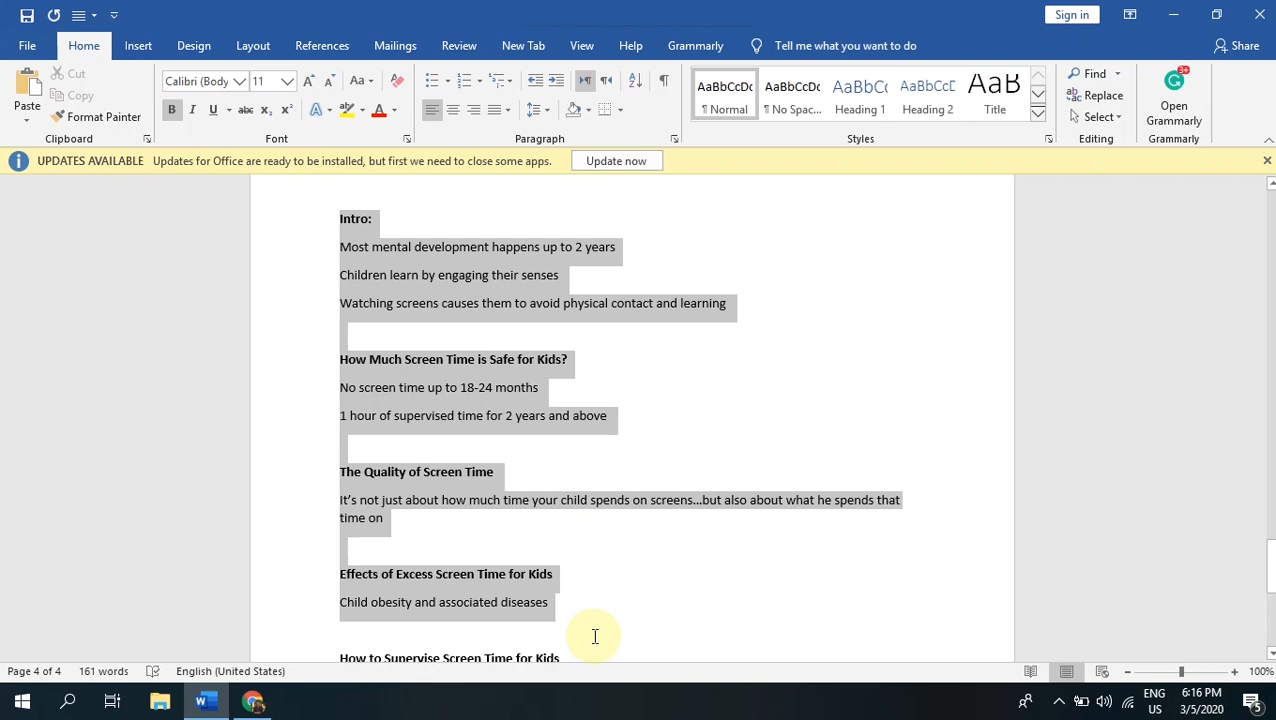 Sign in
File Home Insert Design Layout References Mailings Review New Tab View Help Grammarly Tell me what you want to do Share
Paste
Cut
Copy
Format Painter
Clipboard
Calibri (Body 11
Font
Paragraph
AaBbCcDc AaBbCcDc AaBbCc AaBbCcD AaB
¶ Normal ¶ No Spac... Heading 1 Heading 2 Title
Styles
Find
Replace
Select
Editing
3+
Open
Grammarly
Grammarly
UPDATES AVAILABLE Updates for Office are ready to be installed, but first we need to close some apps. Update now
Intro:
Most mental development happens up to 2 years
Children learn by engaging their senses
Watching screens causes them to avoid physical contact and learning
How Much Screen Time is Safe for Kids?
No screen time up to 18-24 months
1 hour of supervised time for 2 years and above
The Quality of Screen Time
It's not just about how much time your child spends on screens...but also about what he spends that
time on
Effects of Excess Screen Time for Kids
Child obesity and associated diseases
How to Supervise Screen Time for Kids
Page 4 of 4 161 words English (United States) 100%
ENG
US
6:16 PM
3/5/2020
5